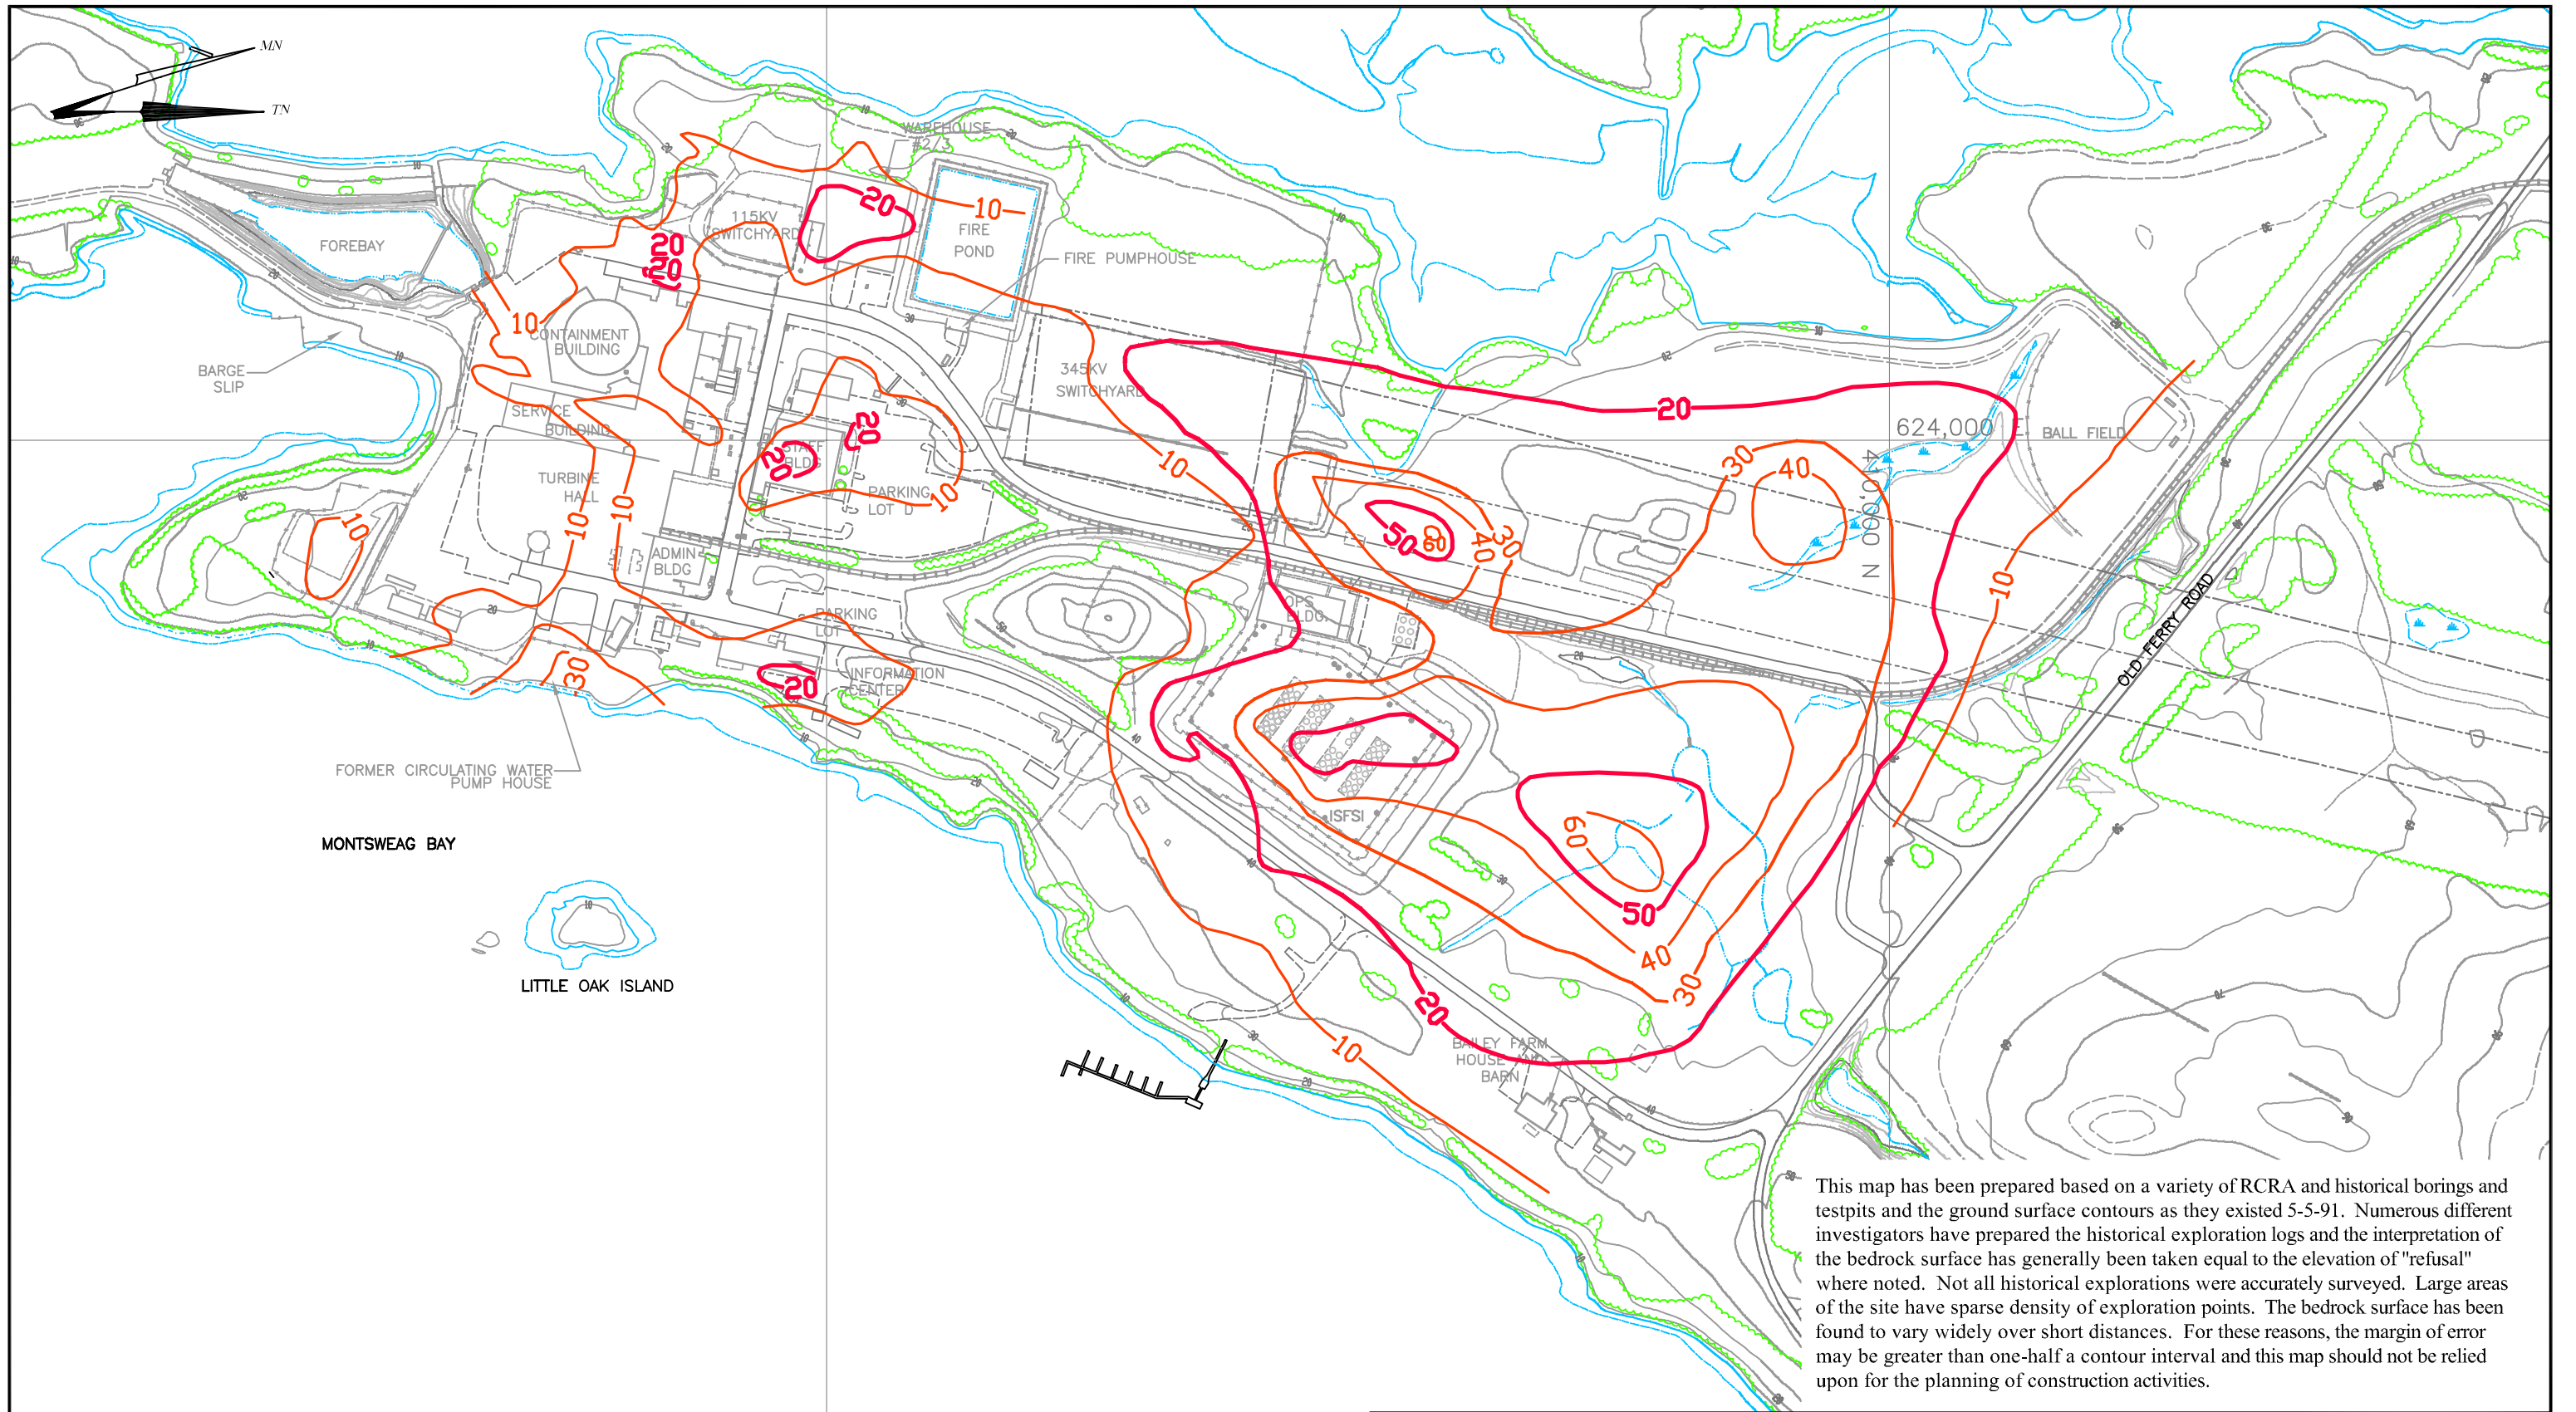 MN
TN
WAREHOUSE
#2/3
115KV
SWITCHYARD
20
10
FIRE
POND
FOREBAY
20
20
FIRE PUMPHOUSE
10
CONTAINMENT
BUILDING
BARGE
SLIP
345KV
SWITCHYARD
SERVICE
BUILDING
20
20
STAFF
BLDG
20
624,000 E
BALL FIELD
410,000 N
30
40
10
TURBINE
HALL
PARKING
LOT D
10
10
10
10
50
60
40
30
ADMIN
BLDG
10
OLD FERRY ROAD
OPS
BLDG.
PARKING
LOT
30
20
INFORMATION
CENTER
FORMER CIRCULATING WATER
PUMP HOUSE
ISFSI
60
MONTSWEAG BAY
50
40
30
LITTLE OAK ISLAND
20
10
BAILEY FARM
HOUSE AND
BARN
This map has been prepared based on a variety of RCRA and historical borings and
testpits and the ground surface contours as they existed 5-5-91. Numerous different
investigators have prepared the historical exploration logs and the interpretation of
the bedrock surface has generally been taken equal to the elevation of "refusal"
where noted. Not all historical explorations were accurately surveyed. Large areas
of the site have sparse density of exploration points. The bedrock surface has been
found to vary widely over short distances. For these reasons, the margin of error
may be greater than one-half a contour interval and this map should not be relied
upon for the planning of construction activities.